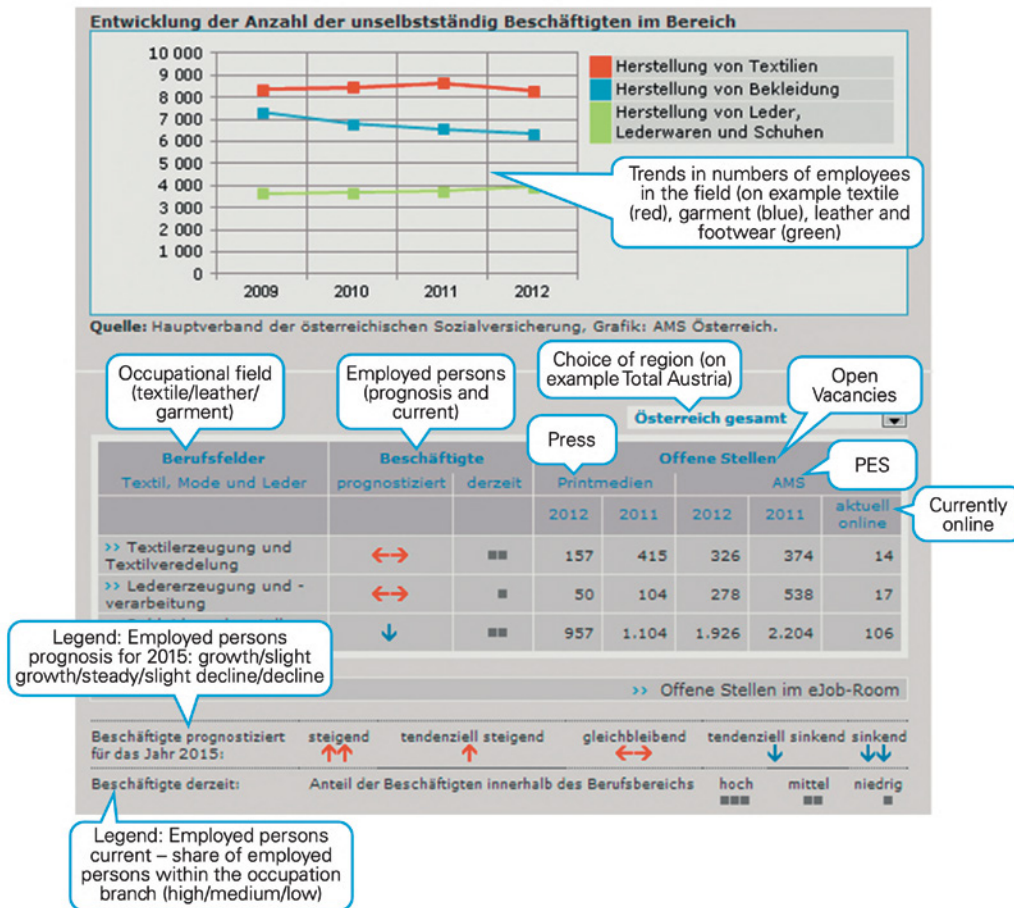 Entwicklung der Anzahl der unselbstständig Beschäftigten im Bereich
10 000
9 000
8 000
7 000
6 000
5 000
4 000
3 000
2 000
1 000
0
2009 2010 2011 2012
Herstellung von Textilien
Herstellung von Bekleidung
Herstellung von Leder,
Lederwaren und Schuhen
Trends in numbers of employees
in the field (on example textile
(red), garment (blue), leather and
footwear (green)
Quelle: Hauptverband der österreichischen Sozialversicherung, Grafik: AMS Österreich.
Occupational field
(textile/leather/
garment)
Employed persons
(prognosis and
current)
Choice of region (on
example Total Austria)
Open
Vacancies
Österreich gesamt
Press
PES
Currently
online
Berufsfelder Beschäftigte Offene Stellen
Textil, Mode und Leder prognostiziert derzeit Printmedien AMS
2012 2011 2012 2011 aktuell
online
>> Textilerzeugung und
Textilveredelung 157 415 326 374 14
>> Ledererzeugung und -
verarbeitung 50 104 278 538 17
957 1.104 1.926 2.204 106
Legend: Employed persons
prognosis for 2015: growth/slight
growth/steady/slight decline/decline
>> Offene Stellen im eJob-Room
Beschäftigte prognostiziert
für das Jahr 2015: steigend tendenziell steigend gleichbleibend tendenziell sinkend sinkend
Beschäftigte derzeit: Anteil der Beschäftigten innerhalb des Berufsbereichs hoch mittel niedrig
Legend: Employed persons
current – share of employed
persons within the occupation
branch (high/medium/low)